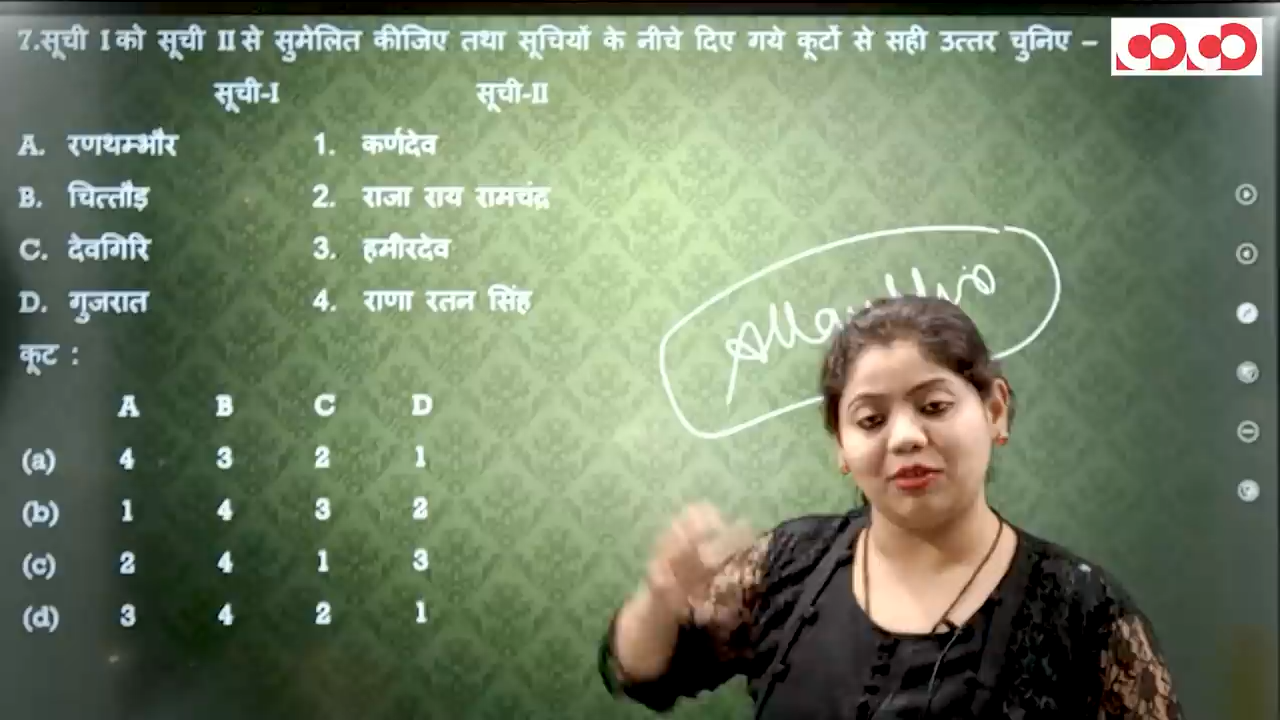 7.सूची I को सूची II से सुमेलित कीजिए तथा सूचियों के नीचे दिए गये कूटों से सही उत्तर चुनिए –
सूची-I सूची-II
A. रणथम्भौर 1. कर्णदेव
B. चित्तौड़ 2. राजा राय रामचंद्र
C. देवगिरि 3. हमीरदेव
D. गुजरात 4. राणा रतन सिंह
कूट :
A B C D
(a) 4 3 2 1
(b) 1 4 3 2
(c) 2 4 1 3
(d) 3 4 2 1